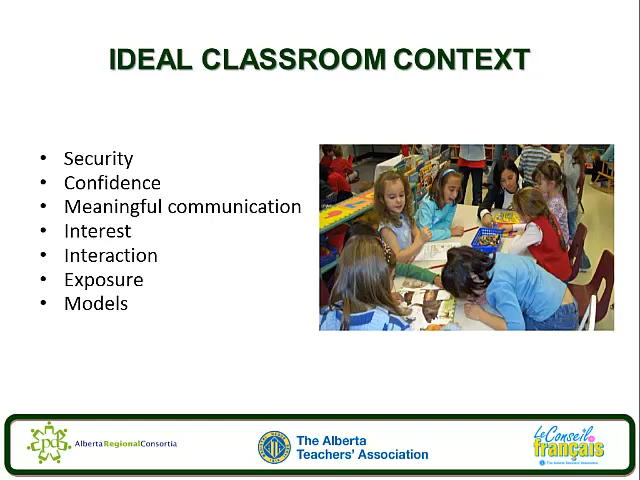 IDEAL CLASSROOM CONTEXT
• Security
• Confidence
• Meaningful communication
• Interest
• Interaction
• Exposure
• Models
Alberta Regional Consortia
The Alberta
Teachers' Association
Le Conseil
français